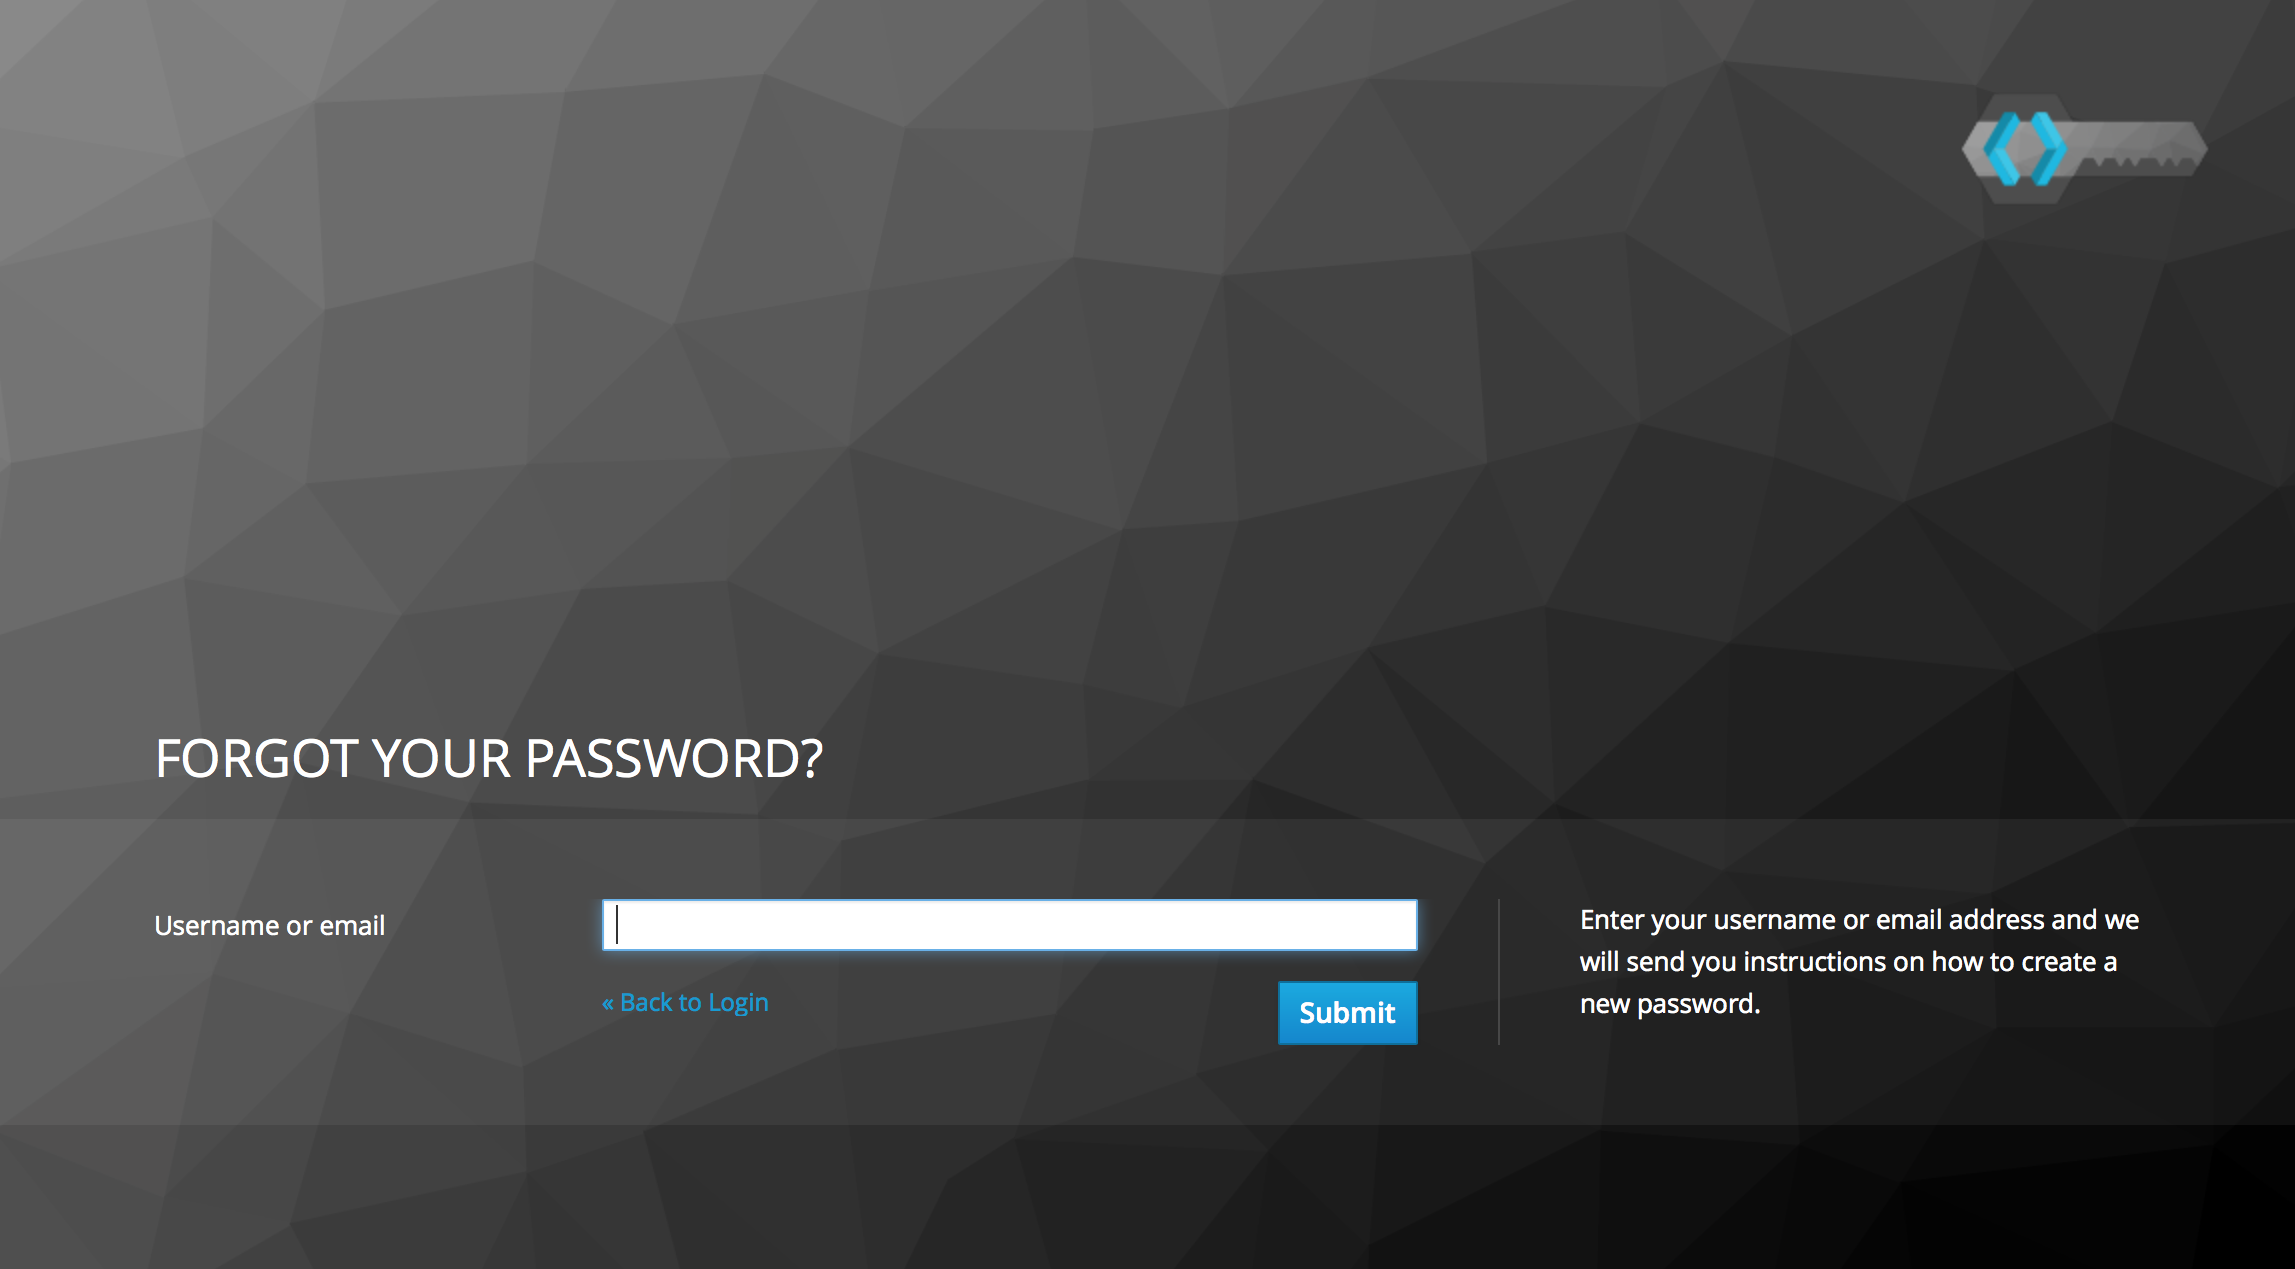 FORGOT YOUR PASSWORD?
Username or email
« Back to Login
Submit
Enter your username or email address and we
will send you instructions on how to create a
new password.